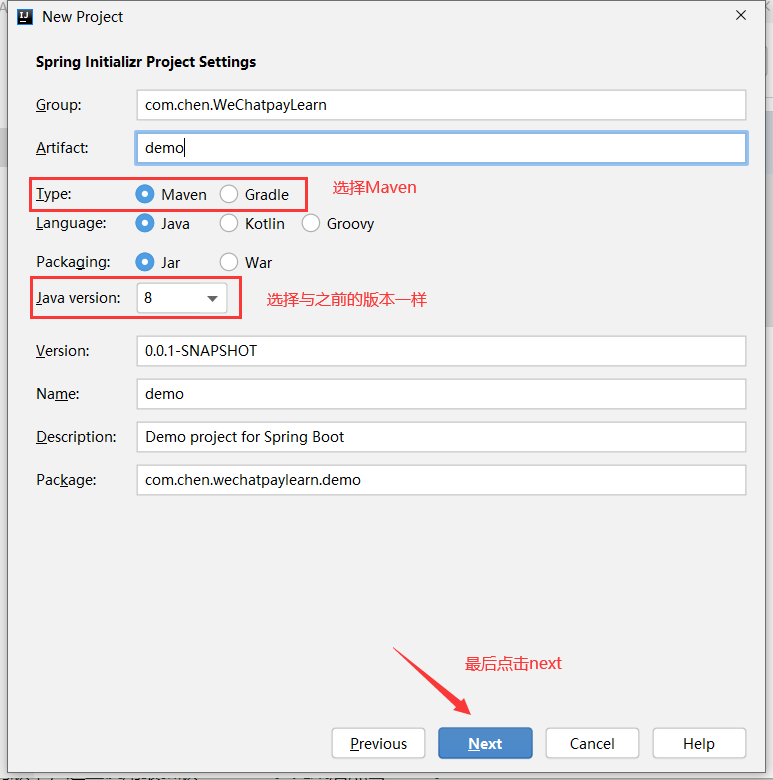 New Project
Spring Initializr Project Settings
Group: com.chen.WeChatpayLearn
Artifact: demo
Type: Maven Gradle 选择Maven
Language: Java Kotlin Groovy
Packaging: Jar War
Java version: 8 选择与之前的版本一样
Version: 0.0.1-SNAPSHOT
Name: demo
Description: Demo project for Spring Boot
Package: com.chen.wechatpaylearn.demo
最后点击next
Previous Next Cancel Help